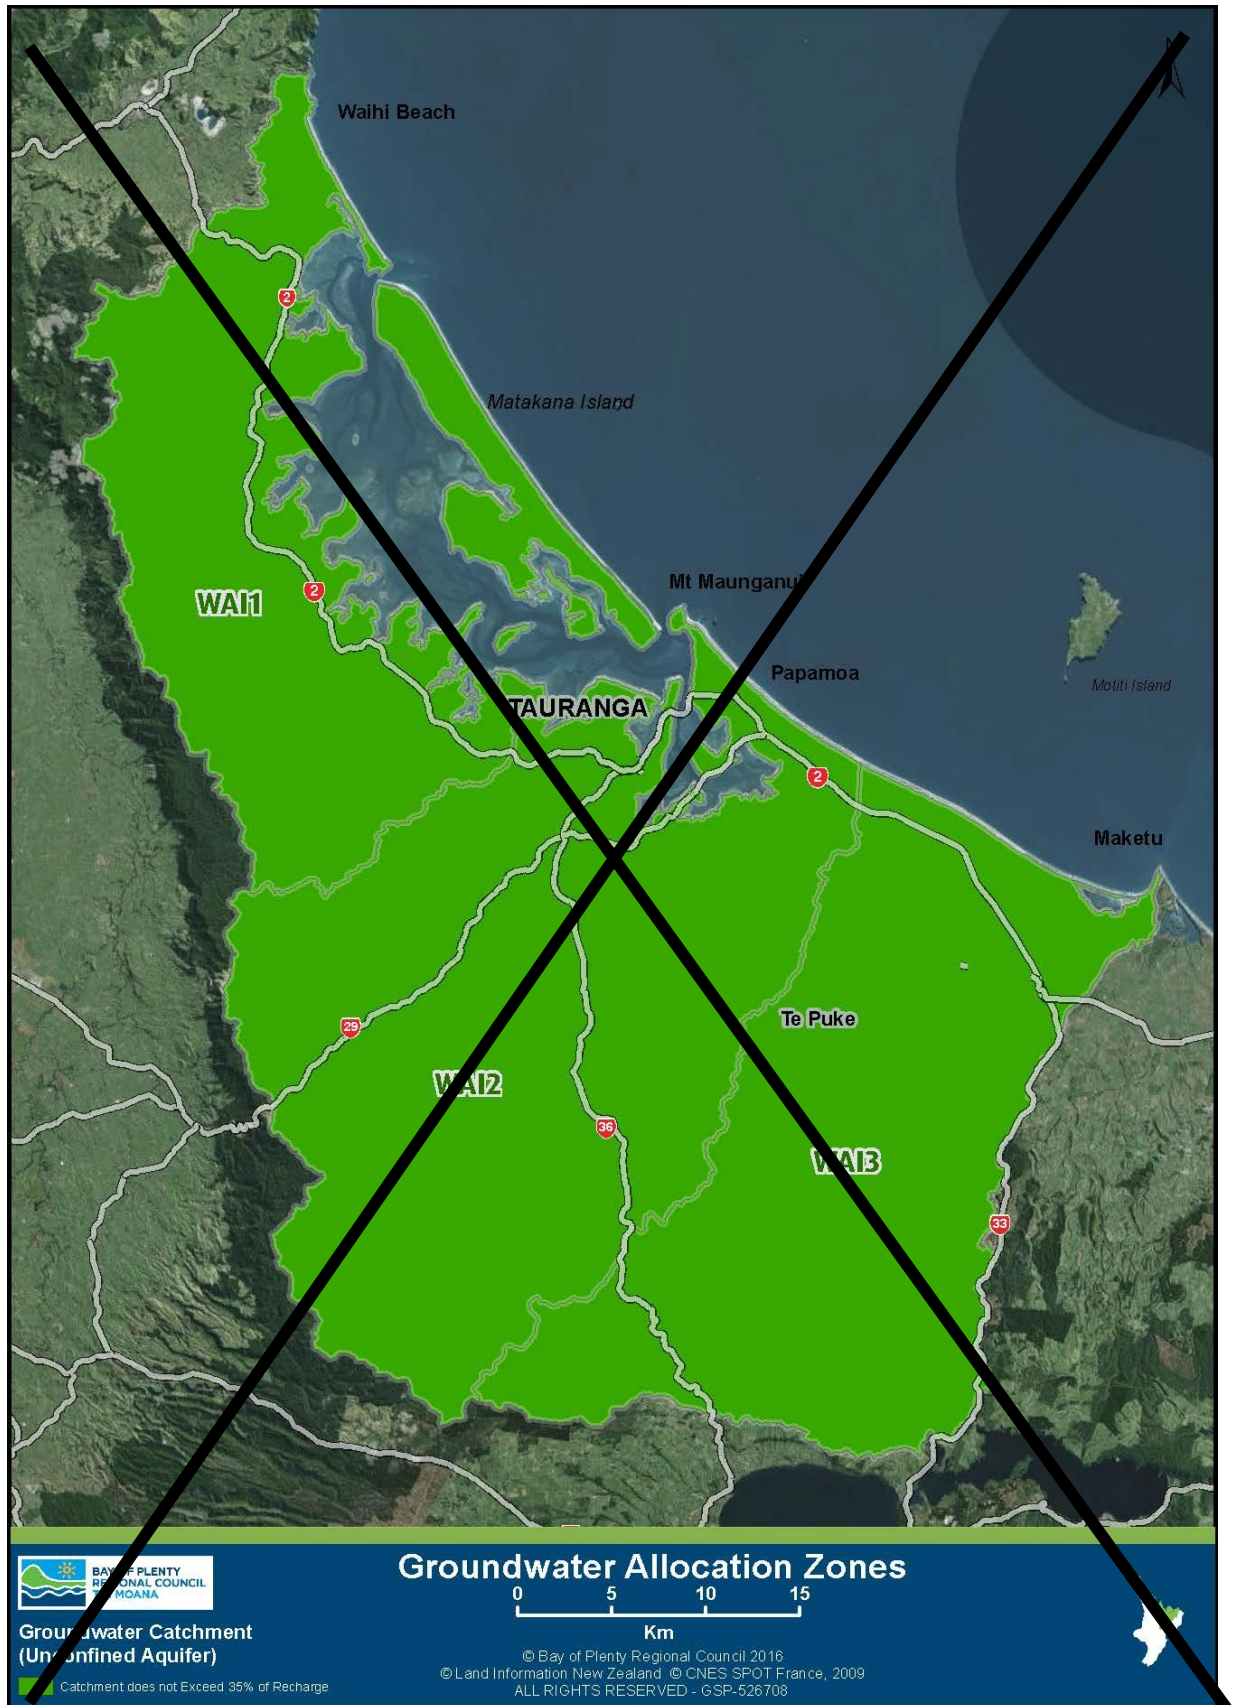 Waihi Beach
2
Matakana Island
Mt Maunganui
2
WAI1
Papamoa
Motiti Island
TAURANGA
2
Maketu
Te Puke
29
WAI2
36
WAI3
33
Groundwater Allocation Zones
BAY OF PLENTY
REGIONAL COUNCIL
TOI MOANA
0 5 10 15
Km
Groundwater Catchment
(Unconfined Aquifer)
Catchment does not Exceed 35% of Recharge
© Bay of Plenty Regional Council 2016
© Land Information New Zealand © CNES SPOT France, 2009
ALL RIGHTS RESERVED - GSP-526708